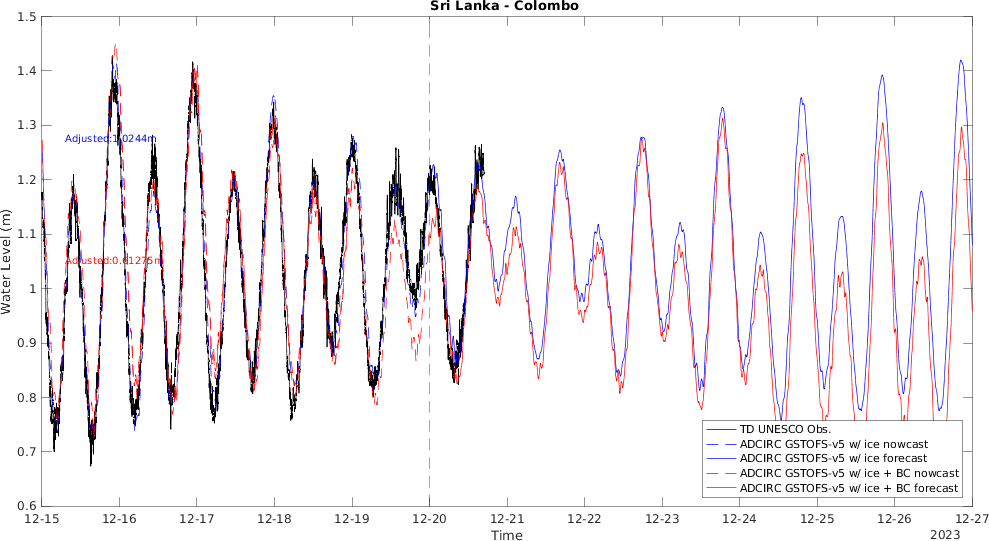 Sri Lanka - Colombo
1.5
1.4
1.3
1.2
1.1
1
0.9
0.8
0.7
0.6
Water Level (m)
Adjusted:1.0244m
Adjusted:0.61275m
TD UNESCO Obs.
ADCIRC GSTOFS-v5 w/ ice nowcast
ADCIRC GSTOFS-v5 w/ ice forecast
ADCIRC GSTOFS-v5 w/ ice + BC nowcast
ADCIRC GSTOFS-v5 w/ ice + BC forecast
12-15 12-16 12-17 12-18 12-19 12-20 12-21 12-22 12-23 12-24 12-25 12-26 12-27
Time
2023